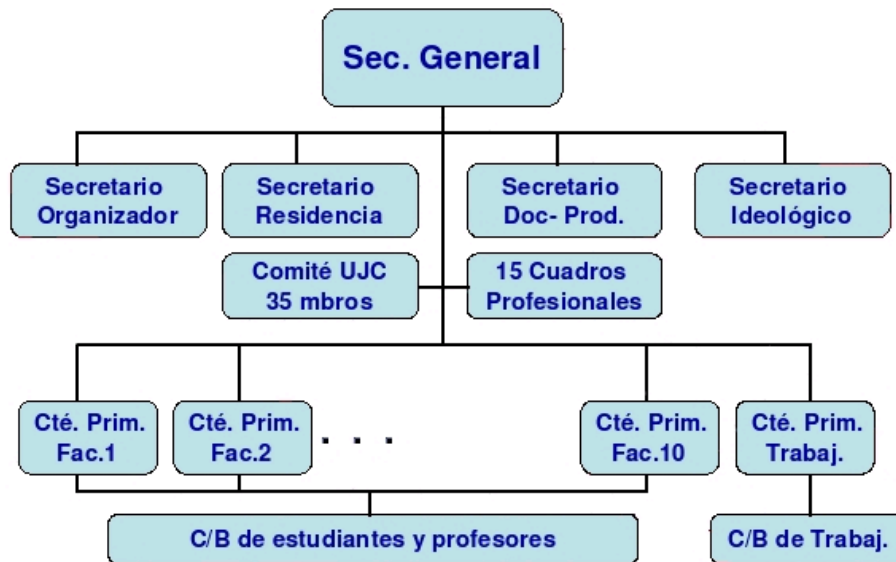 Sec. General
Secretario
Organizador
Secretario
Residencia
Secretario
Doc- Prod.
Secretario
Ideológico
Comité UJC
35 mbros
15 Cuadros
Profesionales
Cté. Prim.
Fac.1
Cté. Prim.
Fac.2
. . .
Cté. Prim.
Fac.10
Cté. Prim.
Trabaj.
C/B de estudiantes y profesores
C/B de Trabaj.